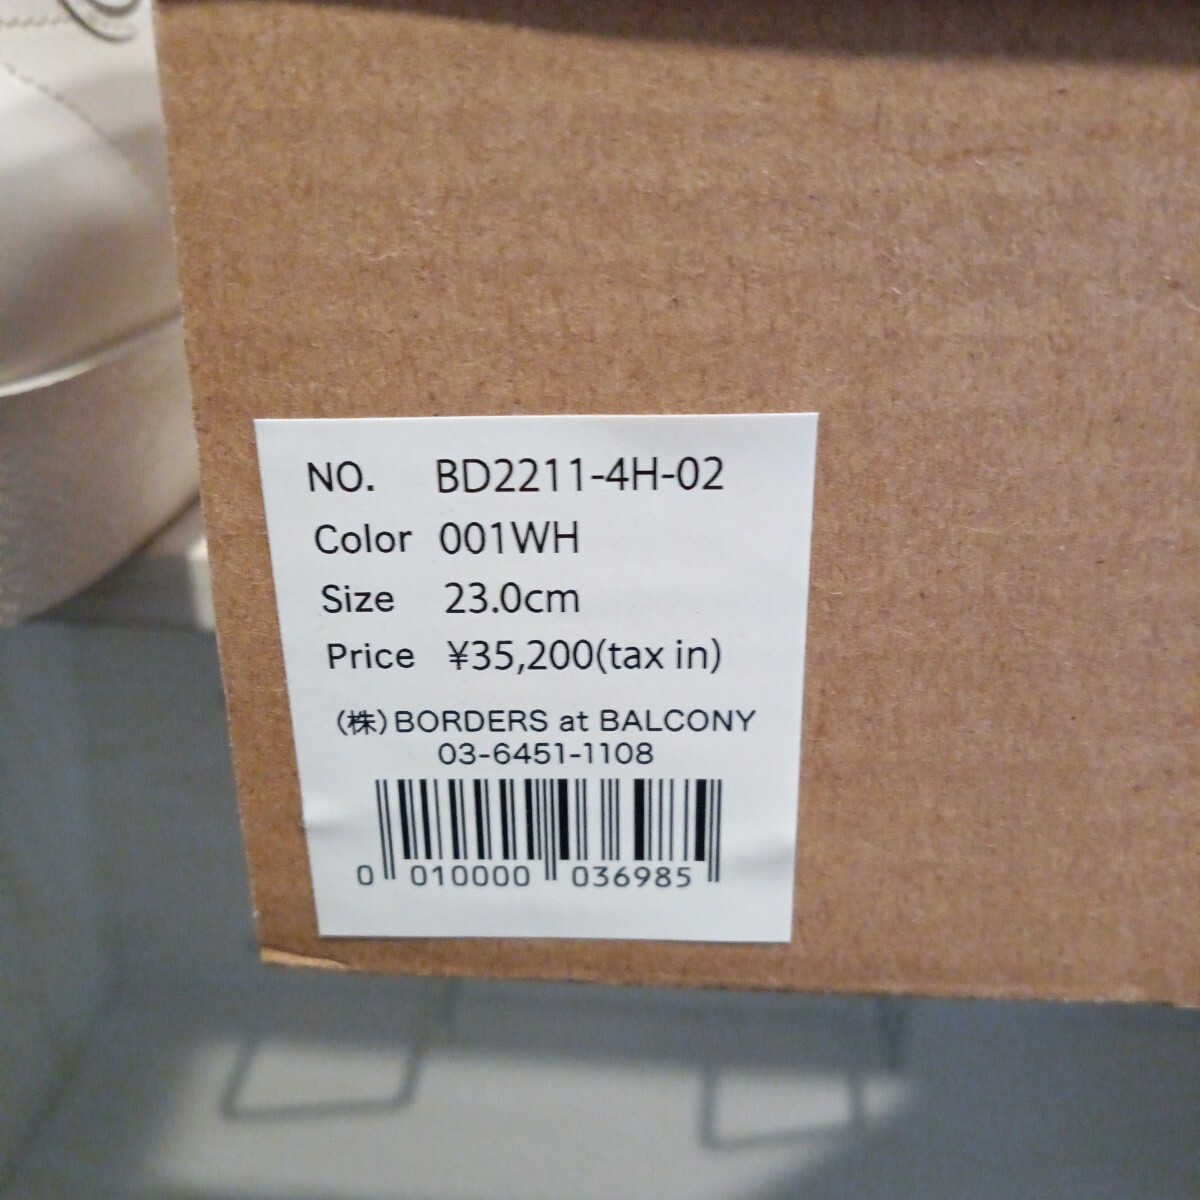 NO. BD2211-4H-02
Color 001WH
Size 23.0cm
Price ¥35,200(tax in)
(株)BORDERS at BALCONY
03-6451-1108
0 010000 036985